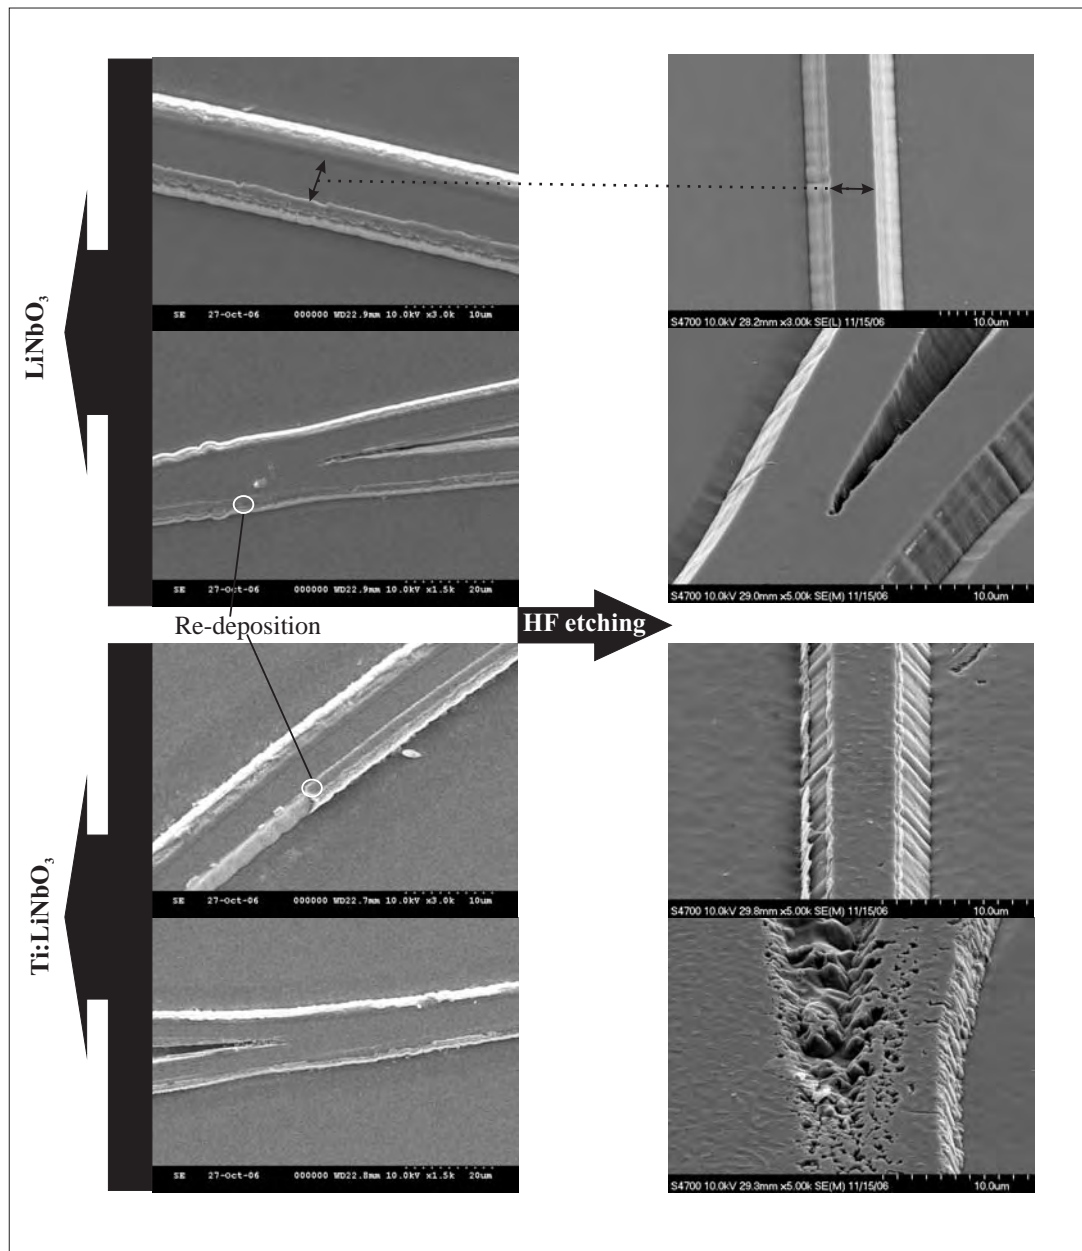 LiNbO₃
SE 27-Oct-06 000000 WD22.9mm 10.0kV x3.0k 10um
S4700 10.0kV 28.2mm x3.00k SE(L) 11/15/06 10.0um
SE 27-Oct-06 000000 WD22.9mm 10.0kV x1.5k 20um
S4700 10.0kV 29.0mm x5.00k SE(M) 11/15/06 10.0um
Re-deposition
HF etching
Ti:LiNbO₃
SE 27-Oct-06 000000 WD22.7mm 10.0kV x3.0k 10um
S4700 10.0kV 29.8mm x5.00k SE(M) 11/15/06 10.0um
SE 27-Oct-06 000000 WD22.8mm 10.0kV x1.5k 20um
S4700 10.0kV 29.3mm x5.00k SE(M) 11/15/06 10.0um